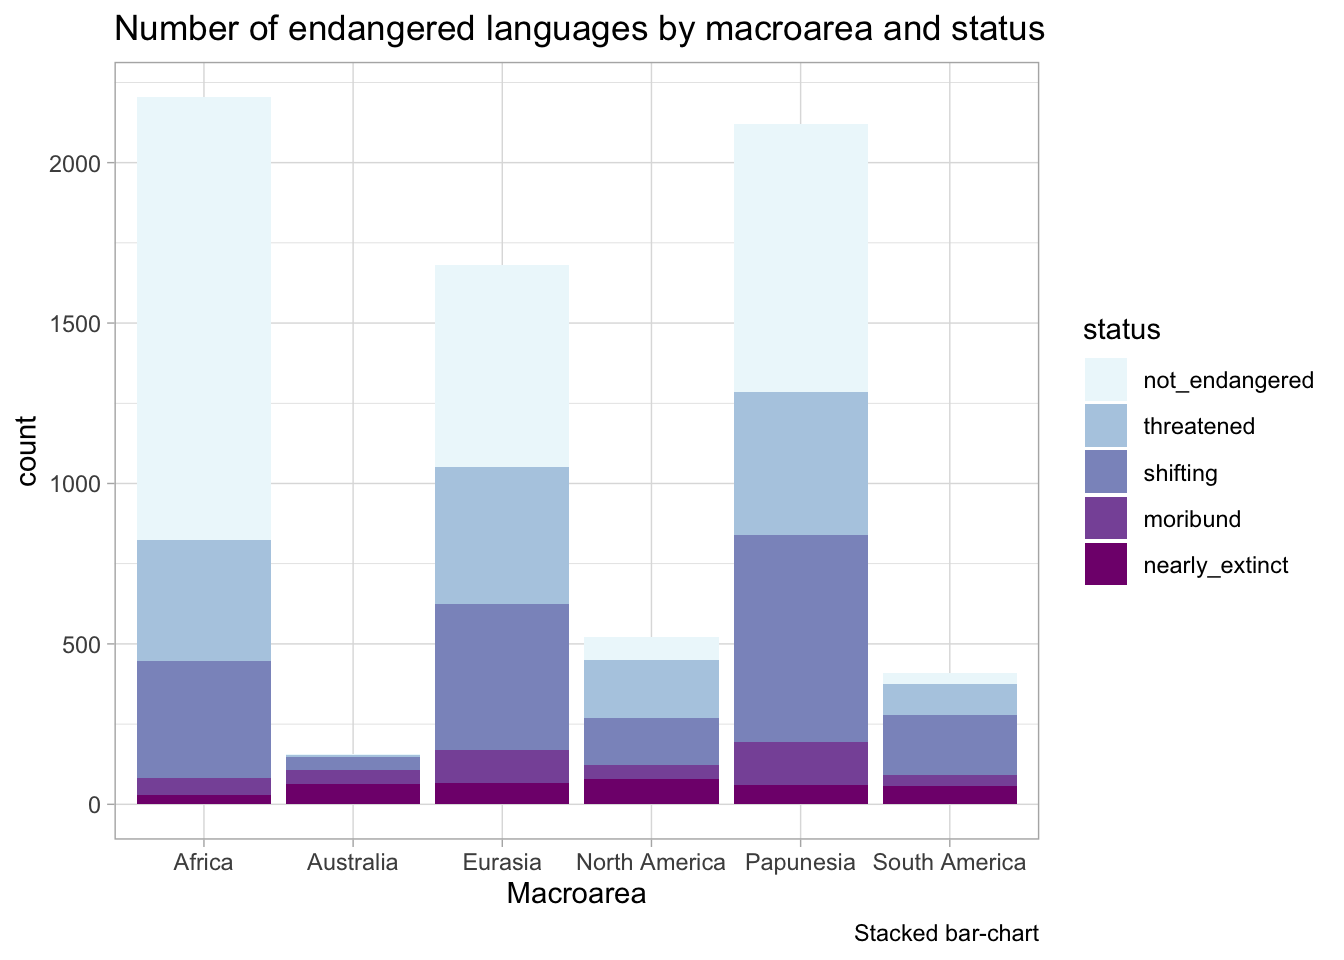 Number of endangered languages by macroarea and status
count
2000
1500
1000
500
0
Africa Australia Eurasia North America Papunesia South America
Macroarea
status
not_endangered
threatened
shifting
moribund
nearly_extinct
Stacked bar-chart